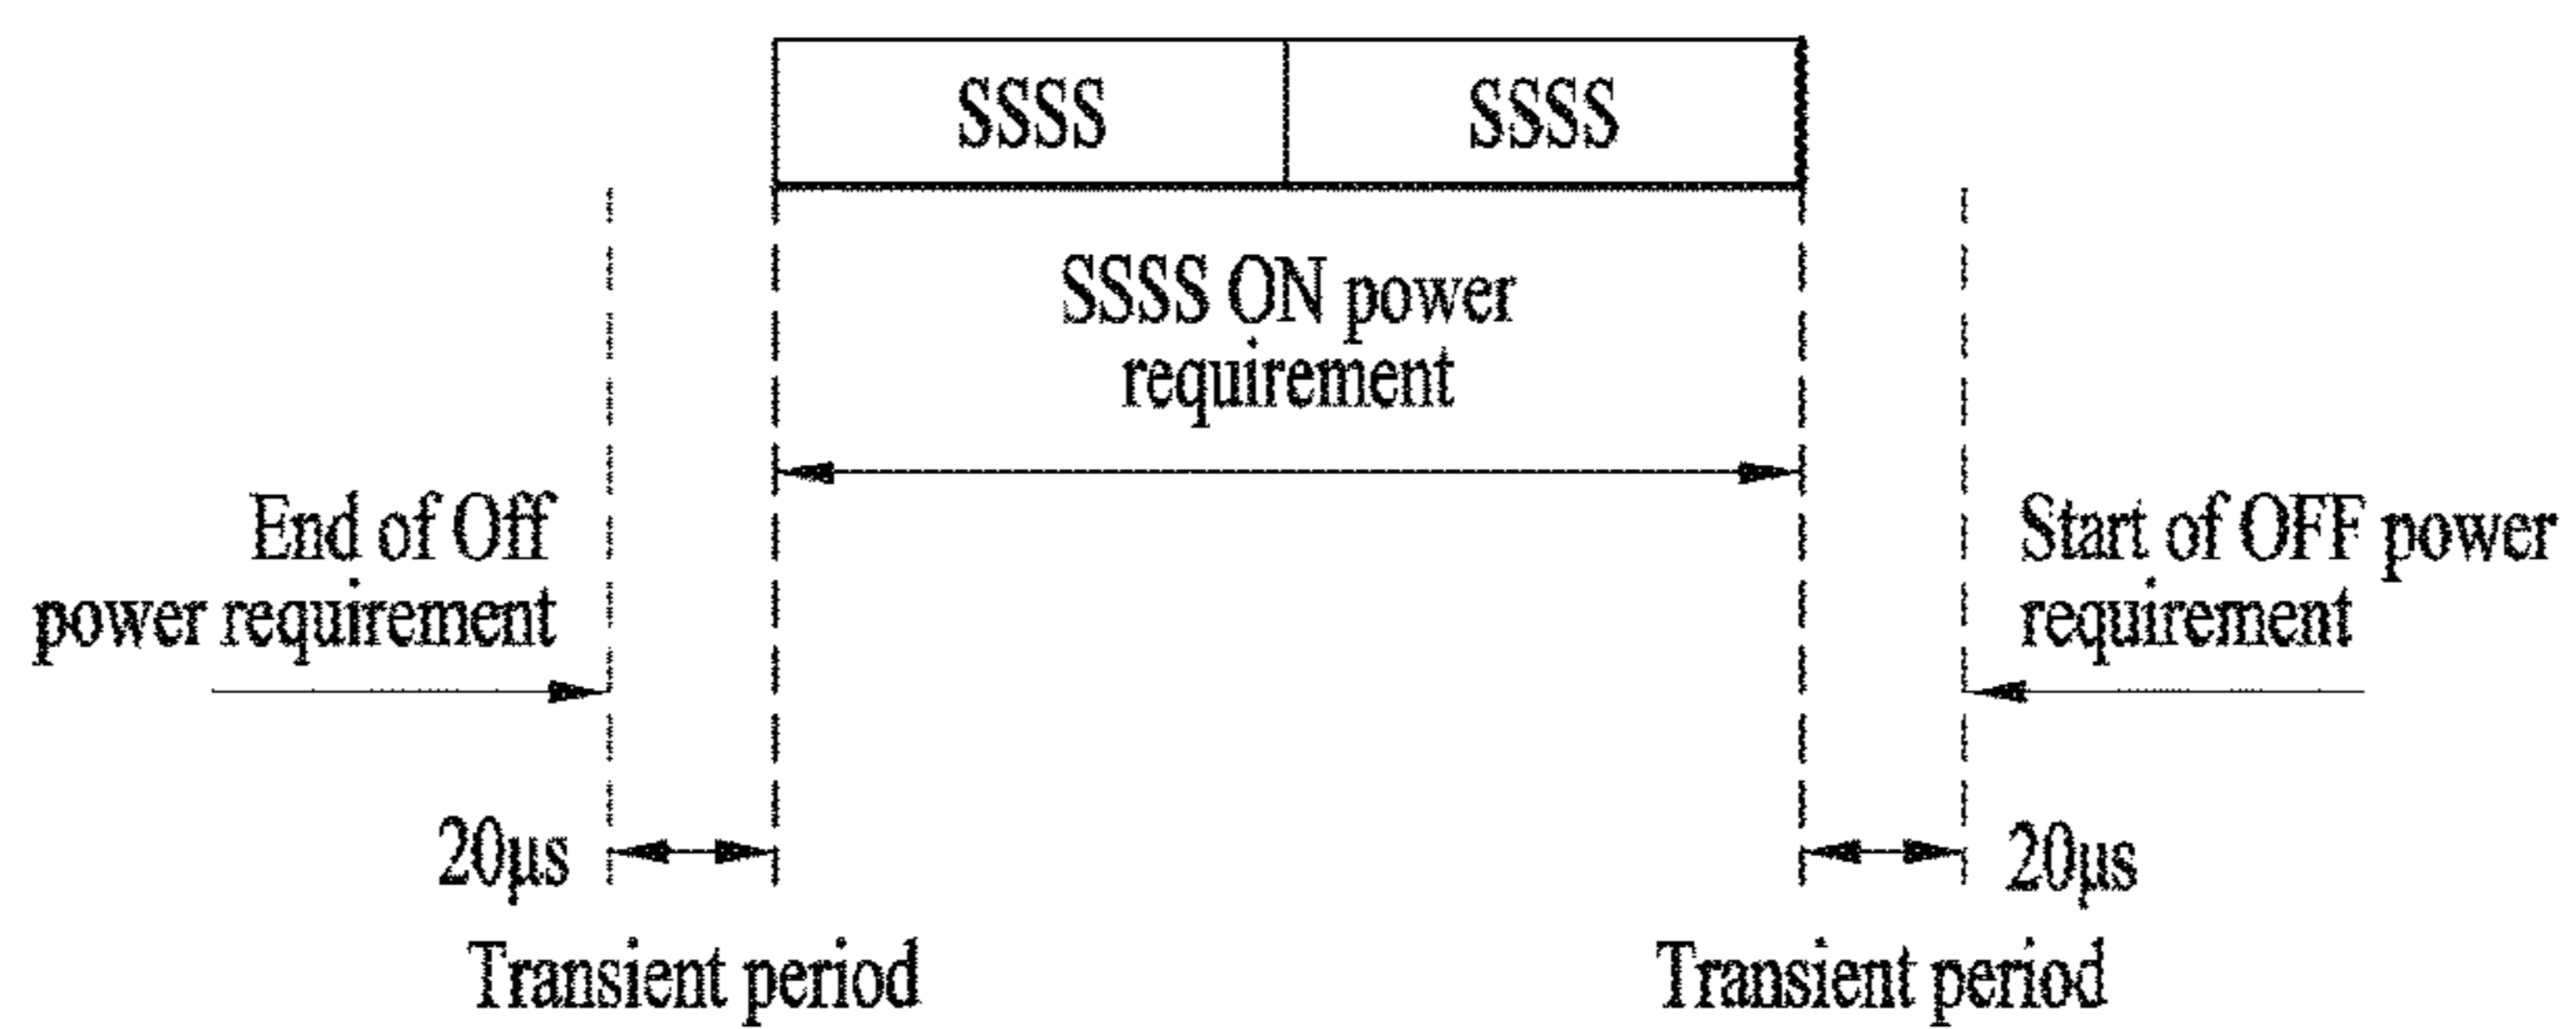 SSSS SSSS
SSSS ON power
requirement
End of Off
power requirement
Start of OFF power
requirement
20µs
20µs
Transient period
Transient period